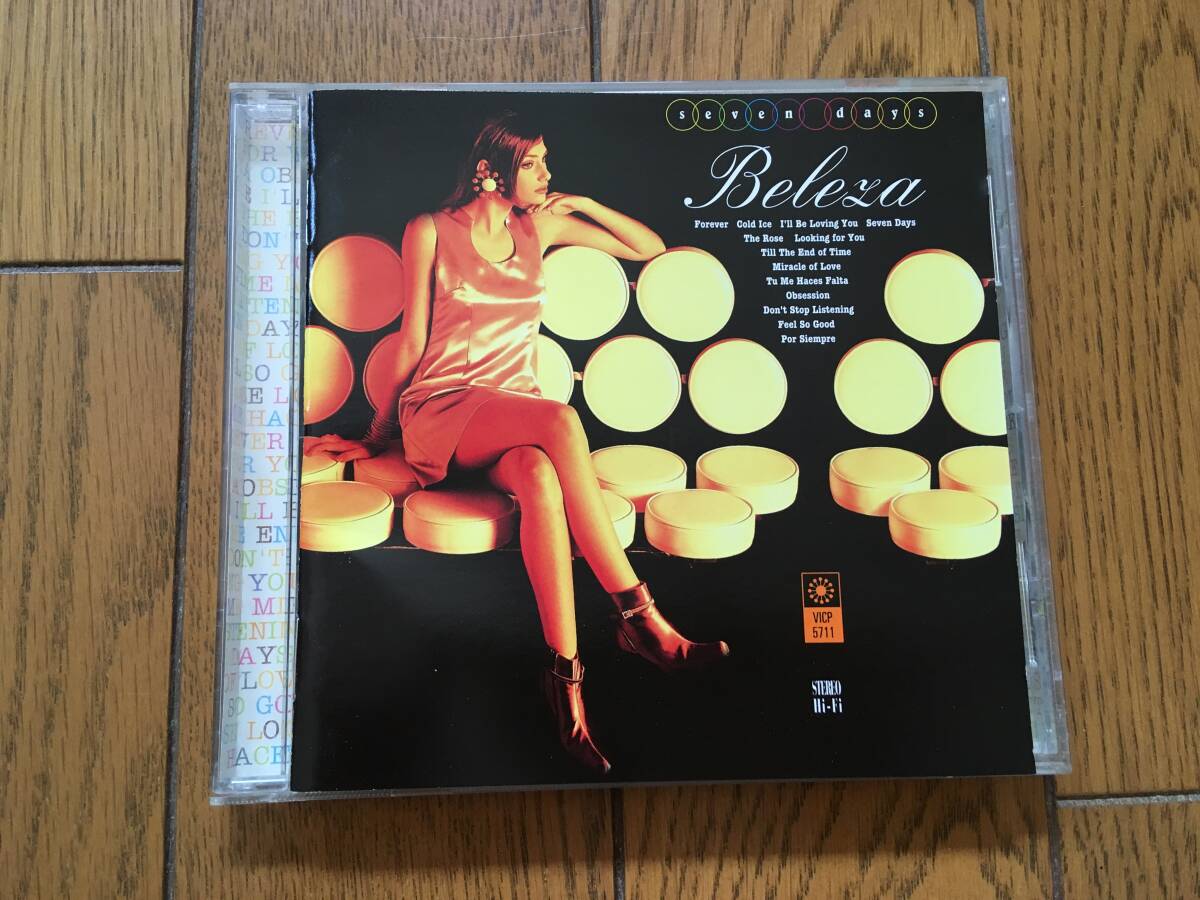 seven days
Beleza
Forever Cold Ice I'll Be Loving You Seven Days
The Rose Looking for You
Till The End of Time
Miracle of Love
Tu Me Haces Falta
Obsession
Don't Stop Listening
Feel So Good
Por Siempre
VICP
5711
STEREO
Hi-Fi